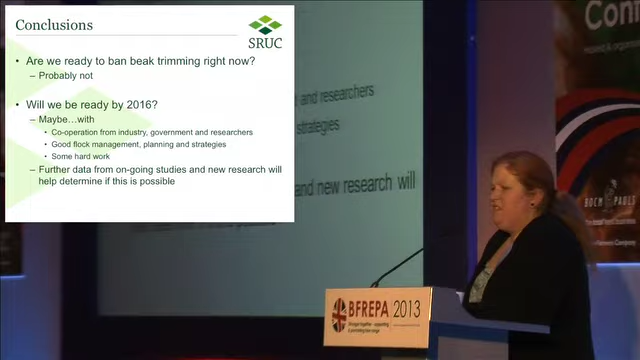 Conclusions
SRUC
• Are we ready to ban beak trimming right now?
– Probably not
• Will we be ready by 2016?
– Maybe…with
• Co-operation from industry, government and researchers
• Good flock management, planning and strategies
• Some hard work
– Further data from on-going studies and new research will
help determine if this is possible
t and researchers
strategies
and new research will
Con
BOCM PAULS
BFREPA 2013